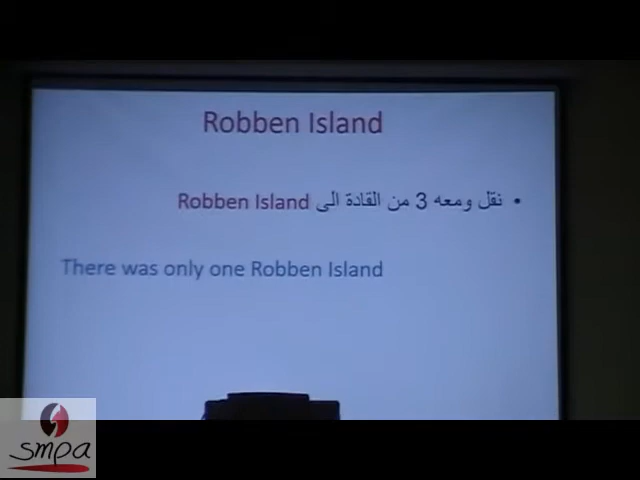 Robben Island
• نقل ومعه 3 من القادة الى Robben Island
There was only one Robben Island
smpa